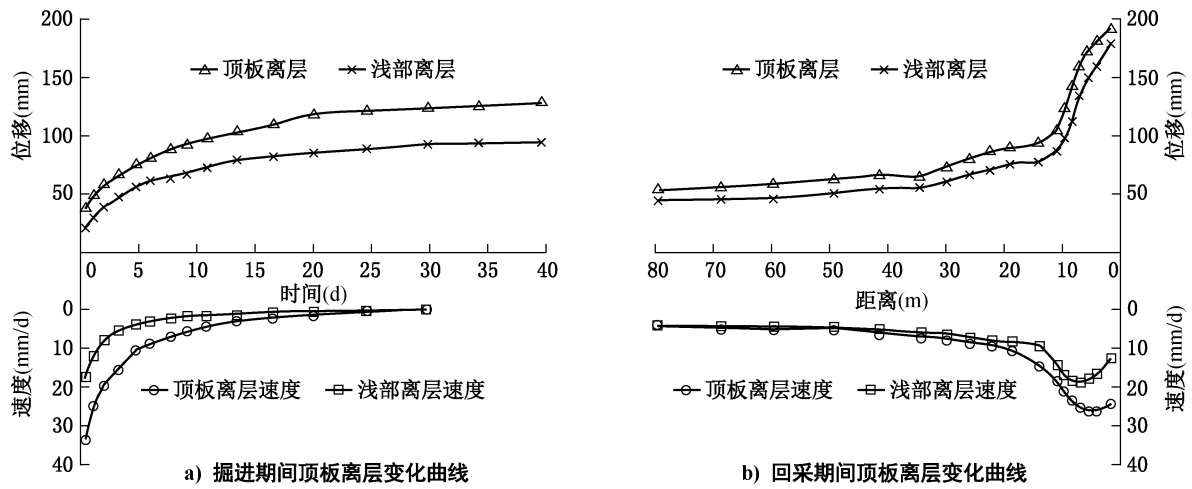 200
150
100
50
位移(mm)
顶板离层
浅部离层
0 5 10 15 20 25 30 35 40
时间(d)
0
10
20
30
40
速度(mm/d)
顶板离层速度
浅部离层速度
a) 掘进期间顶板离层变化曲线
顶板离层
浅部离层
200
150
100
50
位移(mm)
80 70 60 50 40 30 20 10 0
距离(m)
0
10
20
30
40
速度(mm/d)
顶板离层速度
浅部离层速度
b) 回采期间顶板离层变化曲线